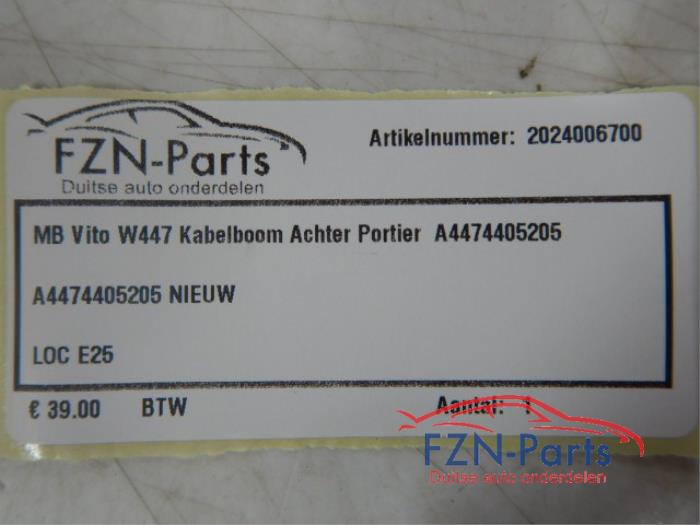 FZN-Parts
Duitse auto onderdelen
Artikelnummer: 2024006700
MB Vito W447 Kabelboom Achter Portier A4474405205
A4474405205 NIEUW
LOC E25
€ 39.00 BTW Aantal: 1
FZN-Parts
Duitse auto onderdelen